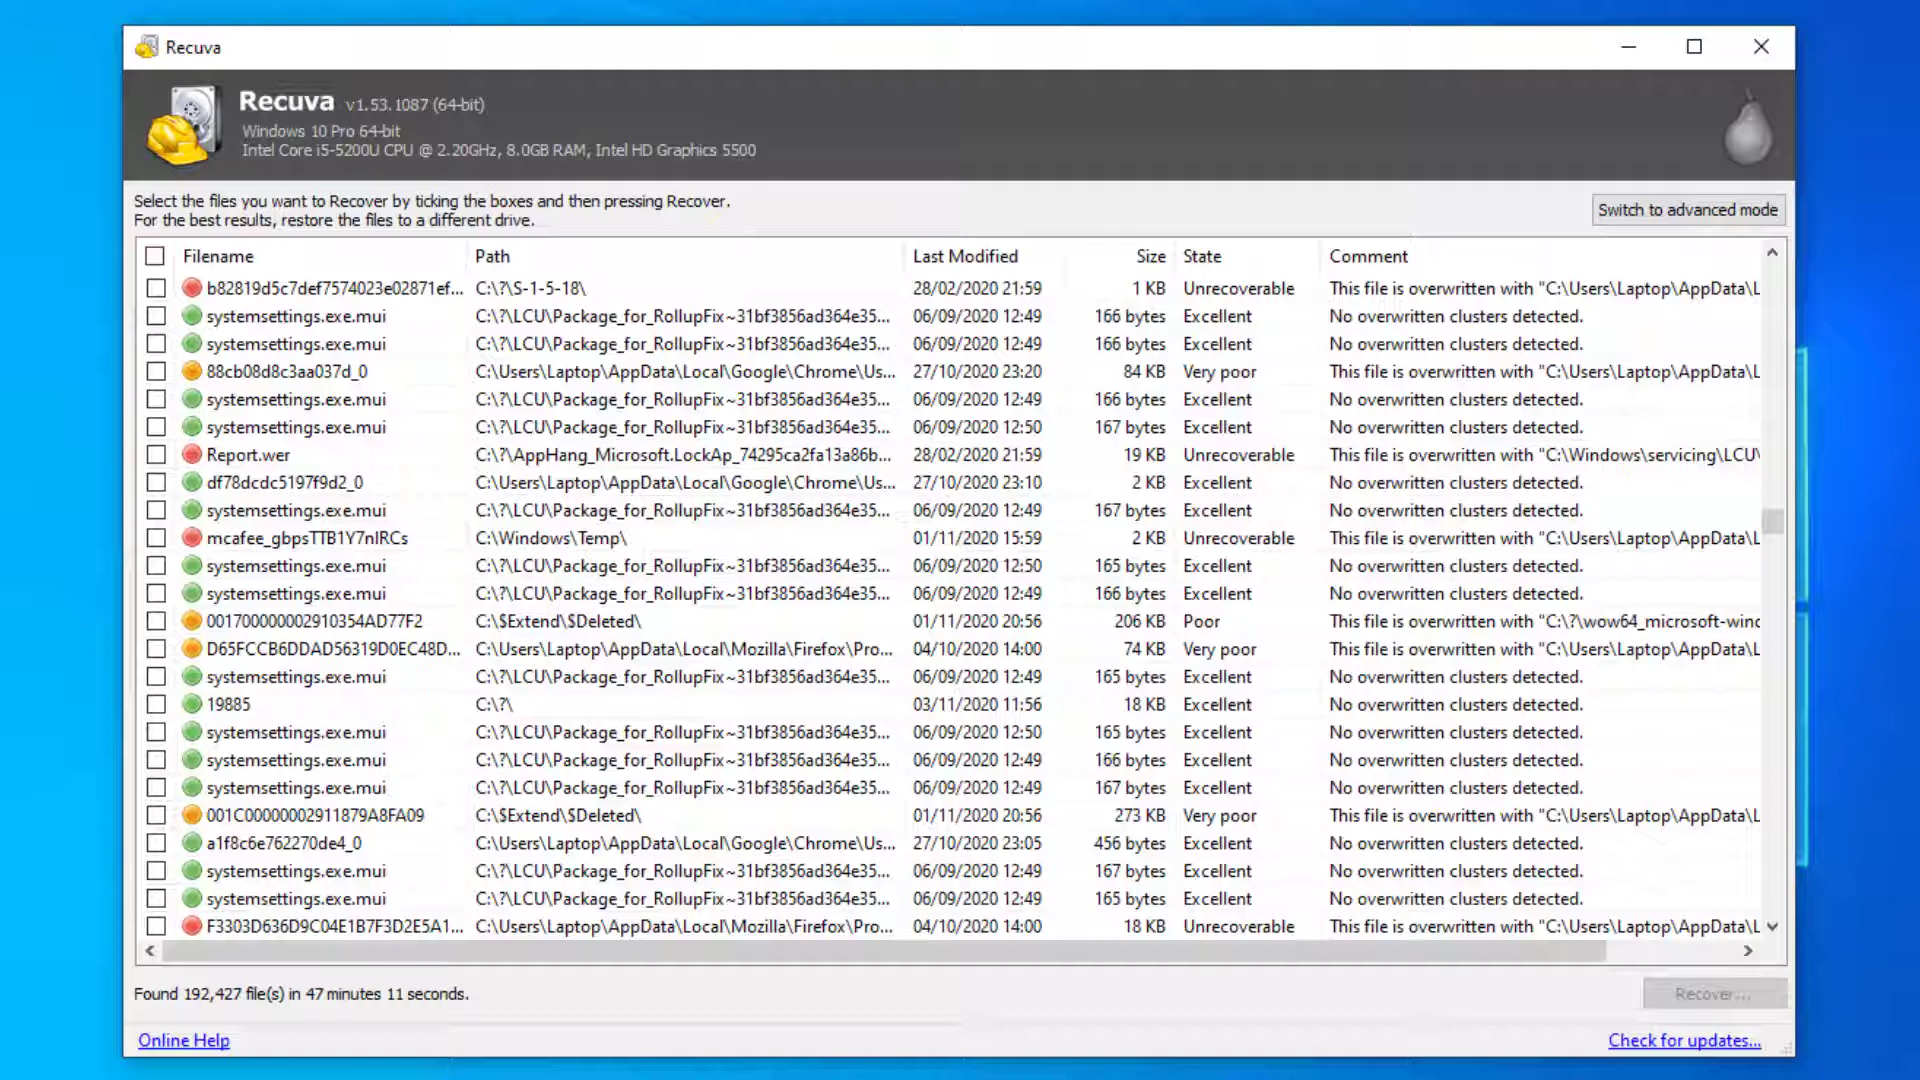 Recuva
Recuva v1.53.1087 (64-bit)
Windows 10 Pro 64-bit
Intel Core i5-5200U CPU @ 2.20GHz, 8.0GB RAM, Intel HD Graphics 5500
Select the files you want to Recover by ticking the boxes and then pressing Recover.
For the best results, restore the files to a different drive.
Switch to advanced mode
Filename Path Last Modified Size State Comment
b82819d5c7def7574023e02871ef... C:\?\S-1-5-18\ 28/02/2020 21:59 1 KB Unrecoverable This file is overwritten with "C:\Users\Laptop\AppData\L
systemsettings.exe.mui C:\?\LCU\Package_for_RollupFix~31bf3856ad364e35... 06/09/2020 12:49 166 bytes Excellent No overwritten clusters detected.
systemsettings.exe.mui C:\?\LCU\Package_for_RollupFix~31bf3856ad364e35... 06/09/2020 12:49 166 bytes Excellent No overwritten clusters detected.
88cb08d8c3aa037d_0 C:\Users\Laptop\AppData\Local\Google\Chrome\Us... 27/10/2020 23:20 84 KB Very poor This file is overwritten with "C:\Users\Laptop\AppData\L
systemsettings.exe.mui C:\?\LCU\Package_for_RollupFix~31bf3856ad364e35... 06/09/2020 12:49 166 bytes Excellent No overwritten clusters detected.
systemsettings.exe.mui C:\?\LCU\Package_for_RollupFix~31bf3856ad364e35... 06/09/2020 12:50 167 bytes Excellent No overwritten clusters detected.
Report.wer C:\?\AppHang_Microsoft.LockAp_74295ca2fa13a86b... 28/02/2020 21:59 19 KB Unrecoverable This file is overwritten with "C:\Windows\servicing\LCU\
df78dcdc5197f9d2_0 C:\Users\Laptop\AppData\Local\Google\Chrome\Us... 27/10/2020 23:10 2 KB Excellent No overwritten clusters detected.
systemsettings.exe.mui C:\?\LCU\Package_for_RollupFix~31bf3856ad364e35... 06/09/2020 12:49 167 bytes Excellent No overwritten clusters detected.
mcafee_gbpsTTB1Y7nIRCs C:\Windows\Temp\ 01/11/2020 15:59 2 KB Unrecoverable This file is overwritten with "C:\Users\Laptop\AppData\L
systemsettings.exe.mui C:\?\LCU\Package_for_RollupFix~31bf3856ad364e35... 06/09/2020 12:50 165 bytes Excellent No overwritten clusters detected.
systemsettings.exe.mui C:\?\LCU\Package_for_RollupFix~31bf3856ad364e35... 06/09/2020 12:49 166 bytes Excellent No overwritten clusters detected.
001700000002910354AD77F2 C:\$Extend\$Deleted\ 01/11/2020 20:56 206 KB Poor This file is overwritten with "C:\?\wow64_microsoft-winc
D65FCCB6DDAD56319D0EC48D... C:\Users\Laptop\AppData\Local\Mozilla\Firefox\Pro... 04/10/2020 14:00 74 KB Very poor This file is overwritten with "C:\Users\Laptop\AppData\L
systemsettings.exe.mui C:\?\LCU\Package_for_RollupFix~31bf3856ad364e35... 06/09/2020 12:49 165 bytes Excellent No overwritten clusters detected.
19885 C:\?\ 03/11/2020 11:56 18 KB Excellent No overwritten clusters detected.
systemsettings.exe.mui C:\?\LCU\Package_for_RollupFix~31bf3856ad364e35... 06/09/2020 12:50 165 bytes Excellent No overwritten clusters detected.
systemsettings.exe.mui C:\?\LCU\Package_for_RollupFix~31bf3856ad364e35... 06/09/2020 12:49 166 bytes Excellent No overwritten clusters detected.
systemsettings.exe.mui C:\?\LCU\Package_for_RollupFix~31bf3856ad364e35... 06/09/2020 12:49 167 bytes Excellent No overwritten clusters detected.
001C00000002911879A8FA09 C:\$Extend\$Deleted\ 01/11/2020 20:56 273 KB Very poor This file is overwritten with "C:\Users\Laptop\AppData\L
a1f8c6e762270de4_0 C:\Users\Laptop\AppData\Local\Google\Chrome\Us... 27/10/2020 23:05 456 bytes Excellent No overwritten clusters detected.
systemsettings.exe.mui C:\?\LCU\Package_for_RollupFix~31bf3856ad364e35... 06/09/2020 12:49 167 bytes Excellent No overwritten clusters detected.
systemsettings.exe.mui C:\?\LCU\Package_for_RollupFix~31bf3856ad364e35... 06/09/2020 12:49 165 bytes Excellent No overwritten clusters detected.
F3303D636D9C04E1B7F3D2E5A1... C:\Users\Laptop\AppData\Local\Mozilla\Firefox\Pro... 04/10/2020 14:00 18 KB Unrecoverable This file is overwritten with "C:\Users\Laptop\AppData\L
Found 192,427 file(s) in 47 minutes 11 seconds.
Recover...
Online Help
Check for updates...